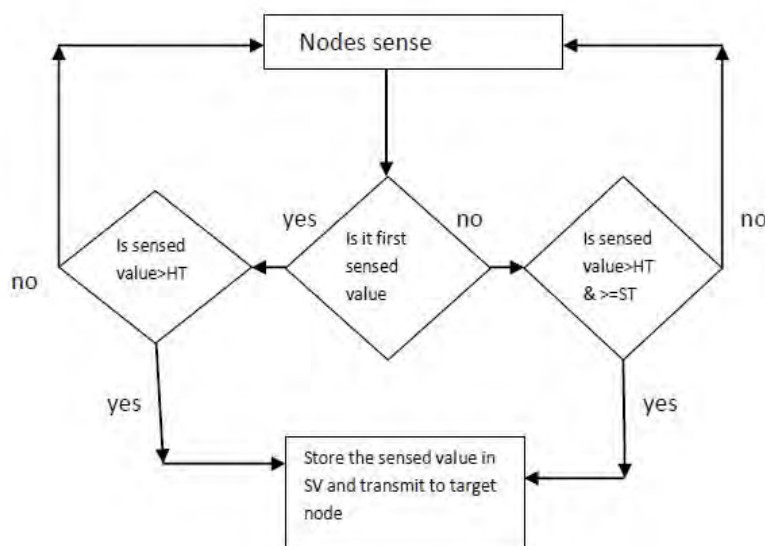 Nodes sense
yes
no
Is it first
sensed
value
Is sensed
value>HT
no
Is sensed
value>HT
& >=ST
no
yes
yes
Store the sensed value in
SV and transmit to target
node